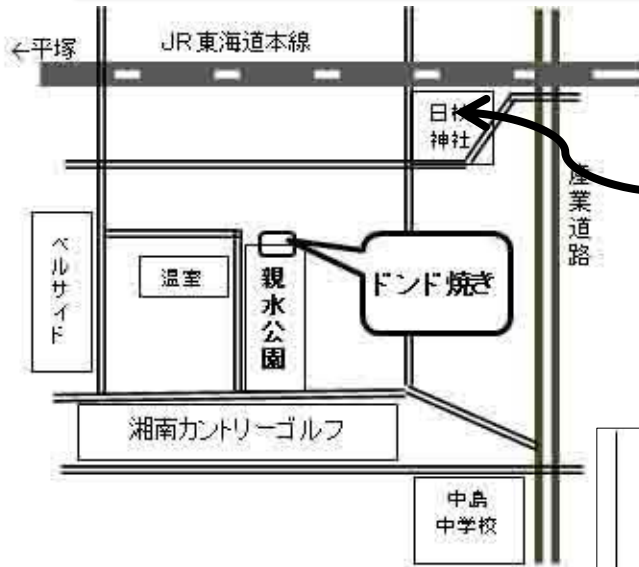 ←平塚
JR東海道本線
日枝
神社
産業道路
ベルサイド
温室
親水公園
ドンド焼き
湘南カントリーゴルフ
中島
中学校